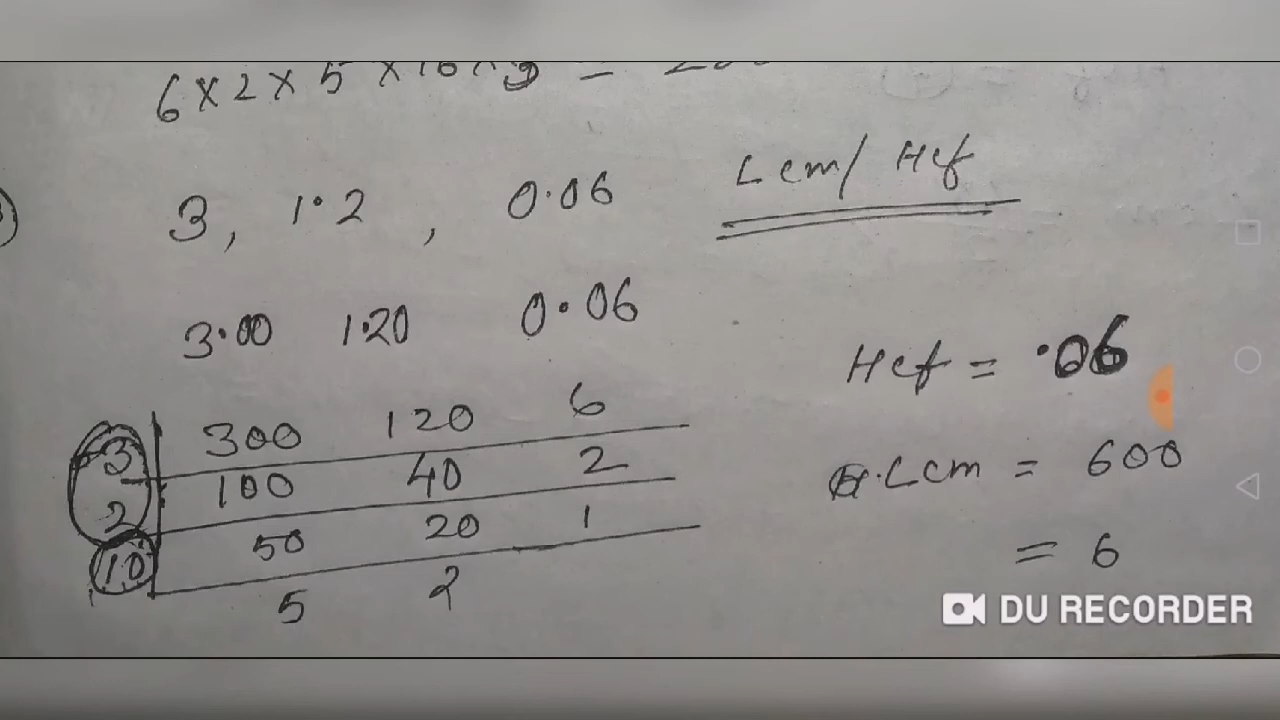 6 × 2 × 5 ×
3, 1.2, 0.06
Lcm/ Hcf
3.00 1.20 0.06
Hcf = .06
3 300 120 6
2 100 40 2
10 50 20 1
5 2
Lcm = 600
= 6
DU RECORDER